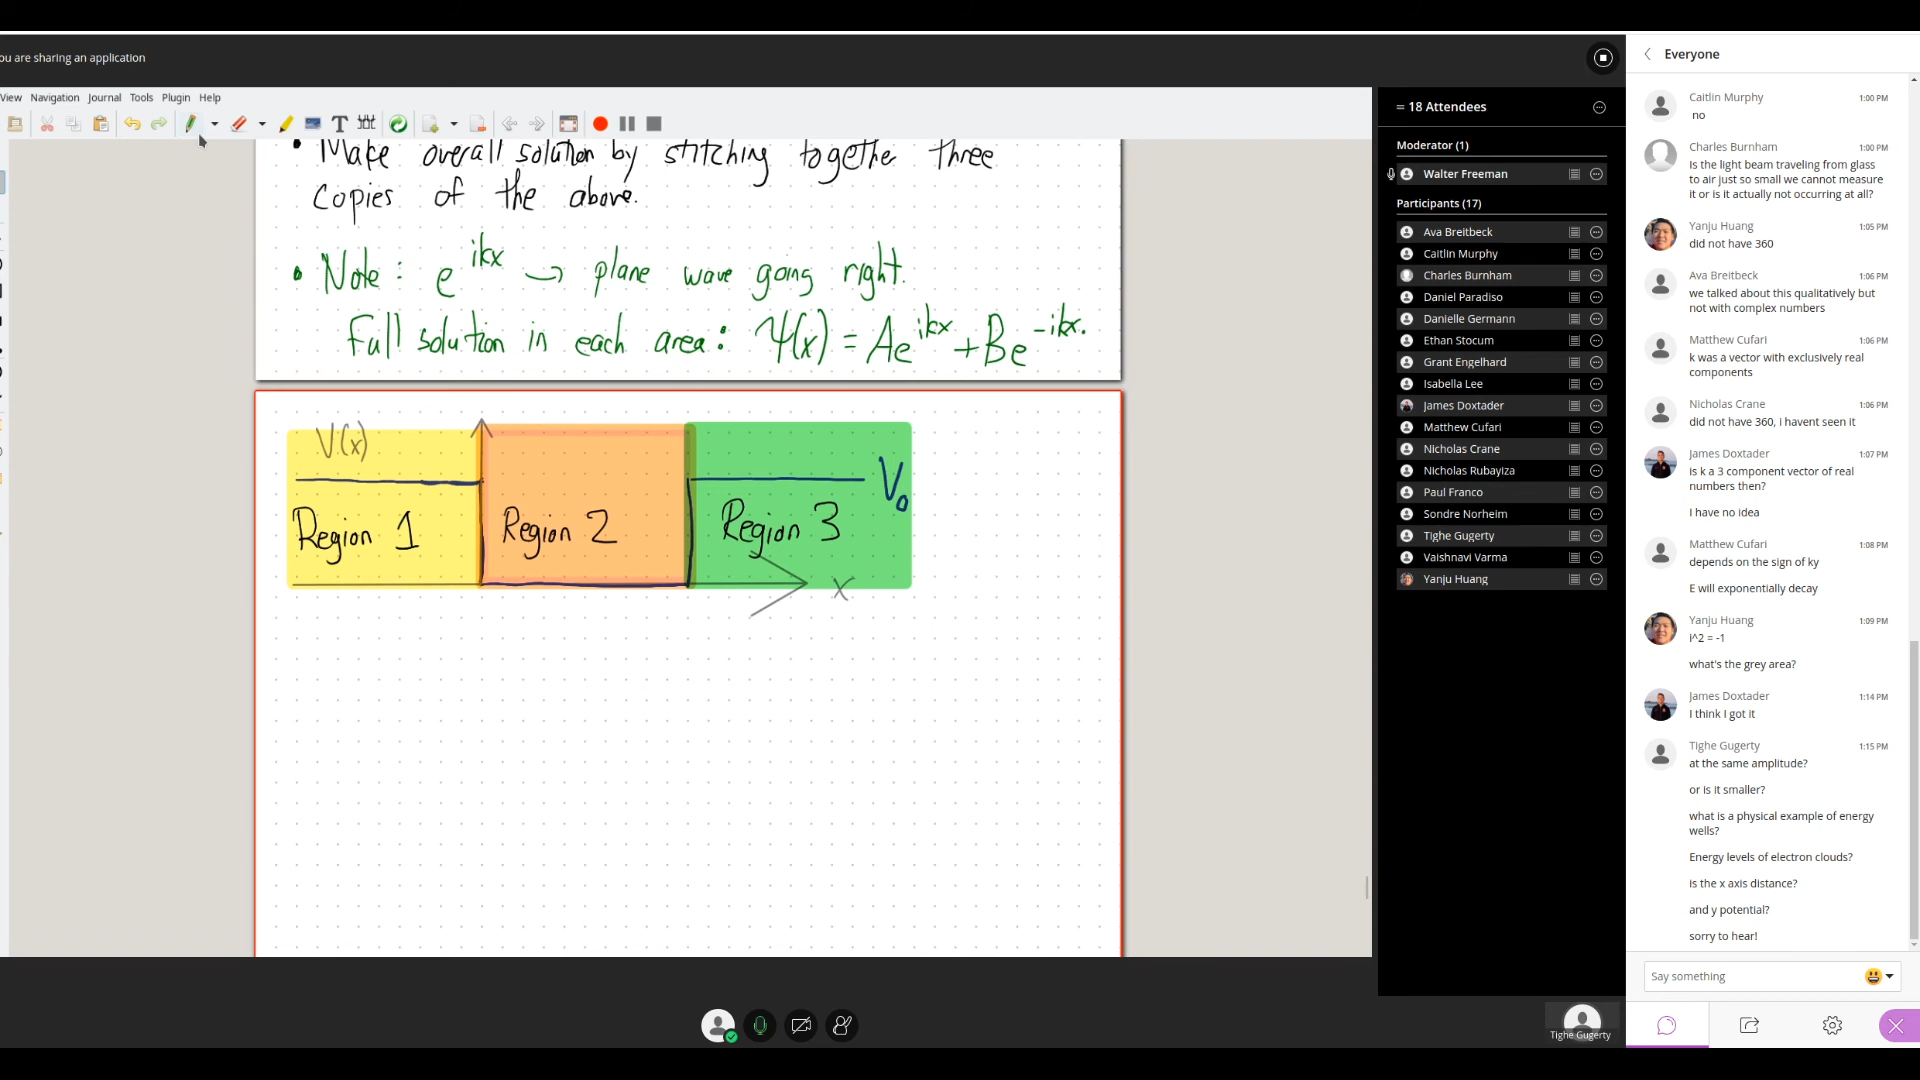 ou are sharing an application
View Navigation Journal Tools Plugin Help
• Make overall solution by stitching together three
copies of the above.
• Note: e^{ikx} → plane wave going right.
Full solution in each area: Ψ(x) = Ae^{ikx} + Be^{-ikx}.
V(x)
V₀
Region 1 Region 2 Region 3
x
18 Attendees
Moderator (1)
Walter Freeman
Participants (17)
Ava Breitbeck
Caitlin Murphy
Charles Burnham
Daniel Paradiso
Danielle Germann
Ethan Stocum
Grant Engelhard
Isabella Lee
James Doxtader
Matthew Cufari
Nicholas Crane
Nicholas Rubayiza
Paul Franco
Sondre Norheim
Tighe Gugerty
Vaishnavi Varma
Yanju Huang
Tighe Gugerty
Everyone
Caitlin Murphy 1:00 PM
no
Charles Burnham 1:00 PM
Is the light beam traveling from glass
to air just so small we cannot measure
it or is it actually not occurring at all?
Yanju Huang 1:05 PM
did not have 360
Ava Breitbeck 1:06 PM
we talked about this qualitatively but
not with complex numbers
Matthew Cufari 1:06 PM
k was a vector with exclusively real
components
Nicholas Crane 1:06 PM
did not have 360, i havent seen it
James Doxtader 1:07 PM
is k a 3 component vector of real
numbers then?
I have no idea
Matthew Cufari 1:08 PM
depends on the sign of ky
E will exponentially decay
Yanju Huang 1:09 PM
i^2 = -1
what's the grey area?
James Doxtader 1:14 PM
I think I got it
Tighe Gugerty 1:15 PM
at the same amplitude?
or is it smaller?
what is a physical example of energy
wells?
Energy levels of electron clouds?
is the x axis distance?
and y potential?
sorry to hear!
Say something